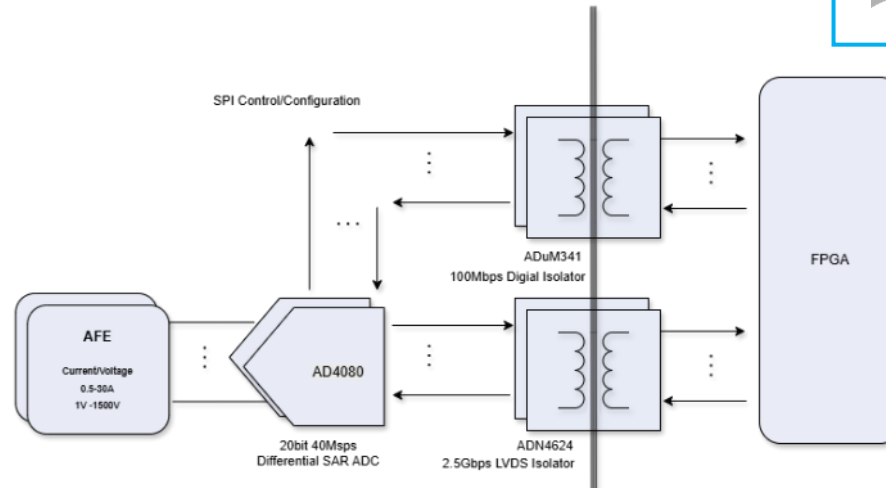 SPI Control/Configuration
ADuM341
100Mbps Digial Isolator
FPGA
AFE
Current/Voltage
0.5-30A
1V -1500V
AD4080
20bit 40Msps
Differential SAR ADC
ADN4624
2.5Gbps LVDS Isolator